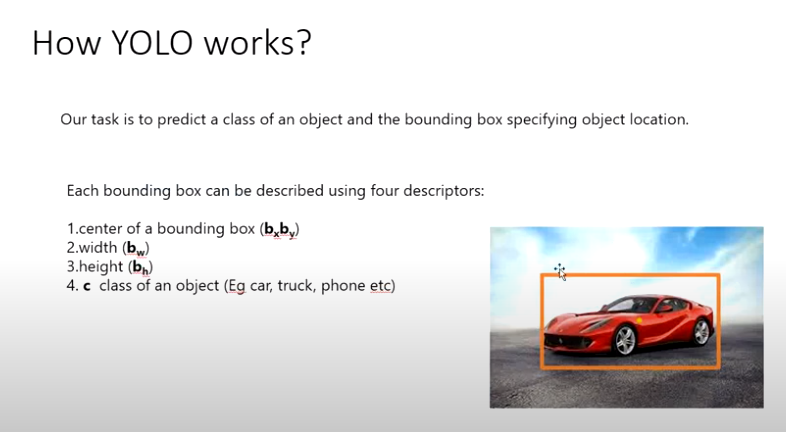 How YOLO works?
Our task is to predict a class of an object and the bounding box specifying object location.
Each bounding box can be described using four descriptors:
1.center of a bounding box (bxby)
2.width (bw)
3.height (bh)
4. c class of an object (Eg car, truck, phone etc)